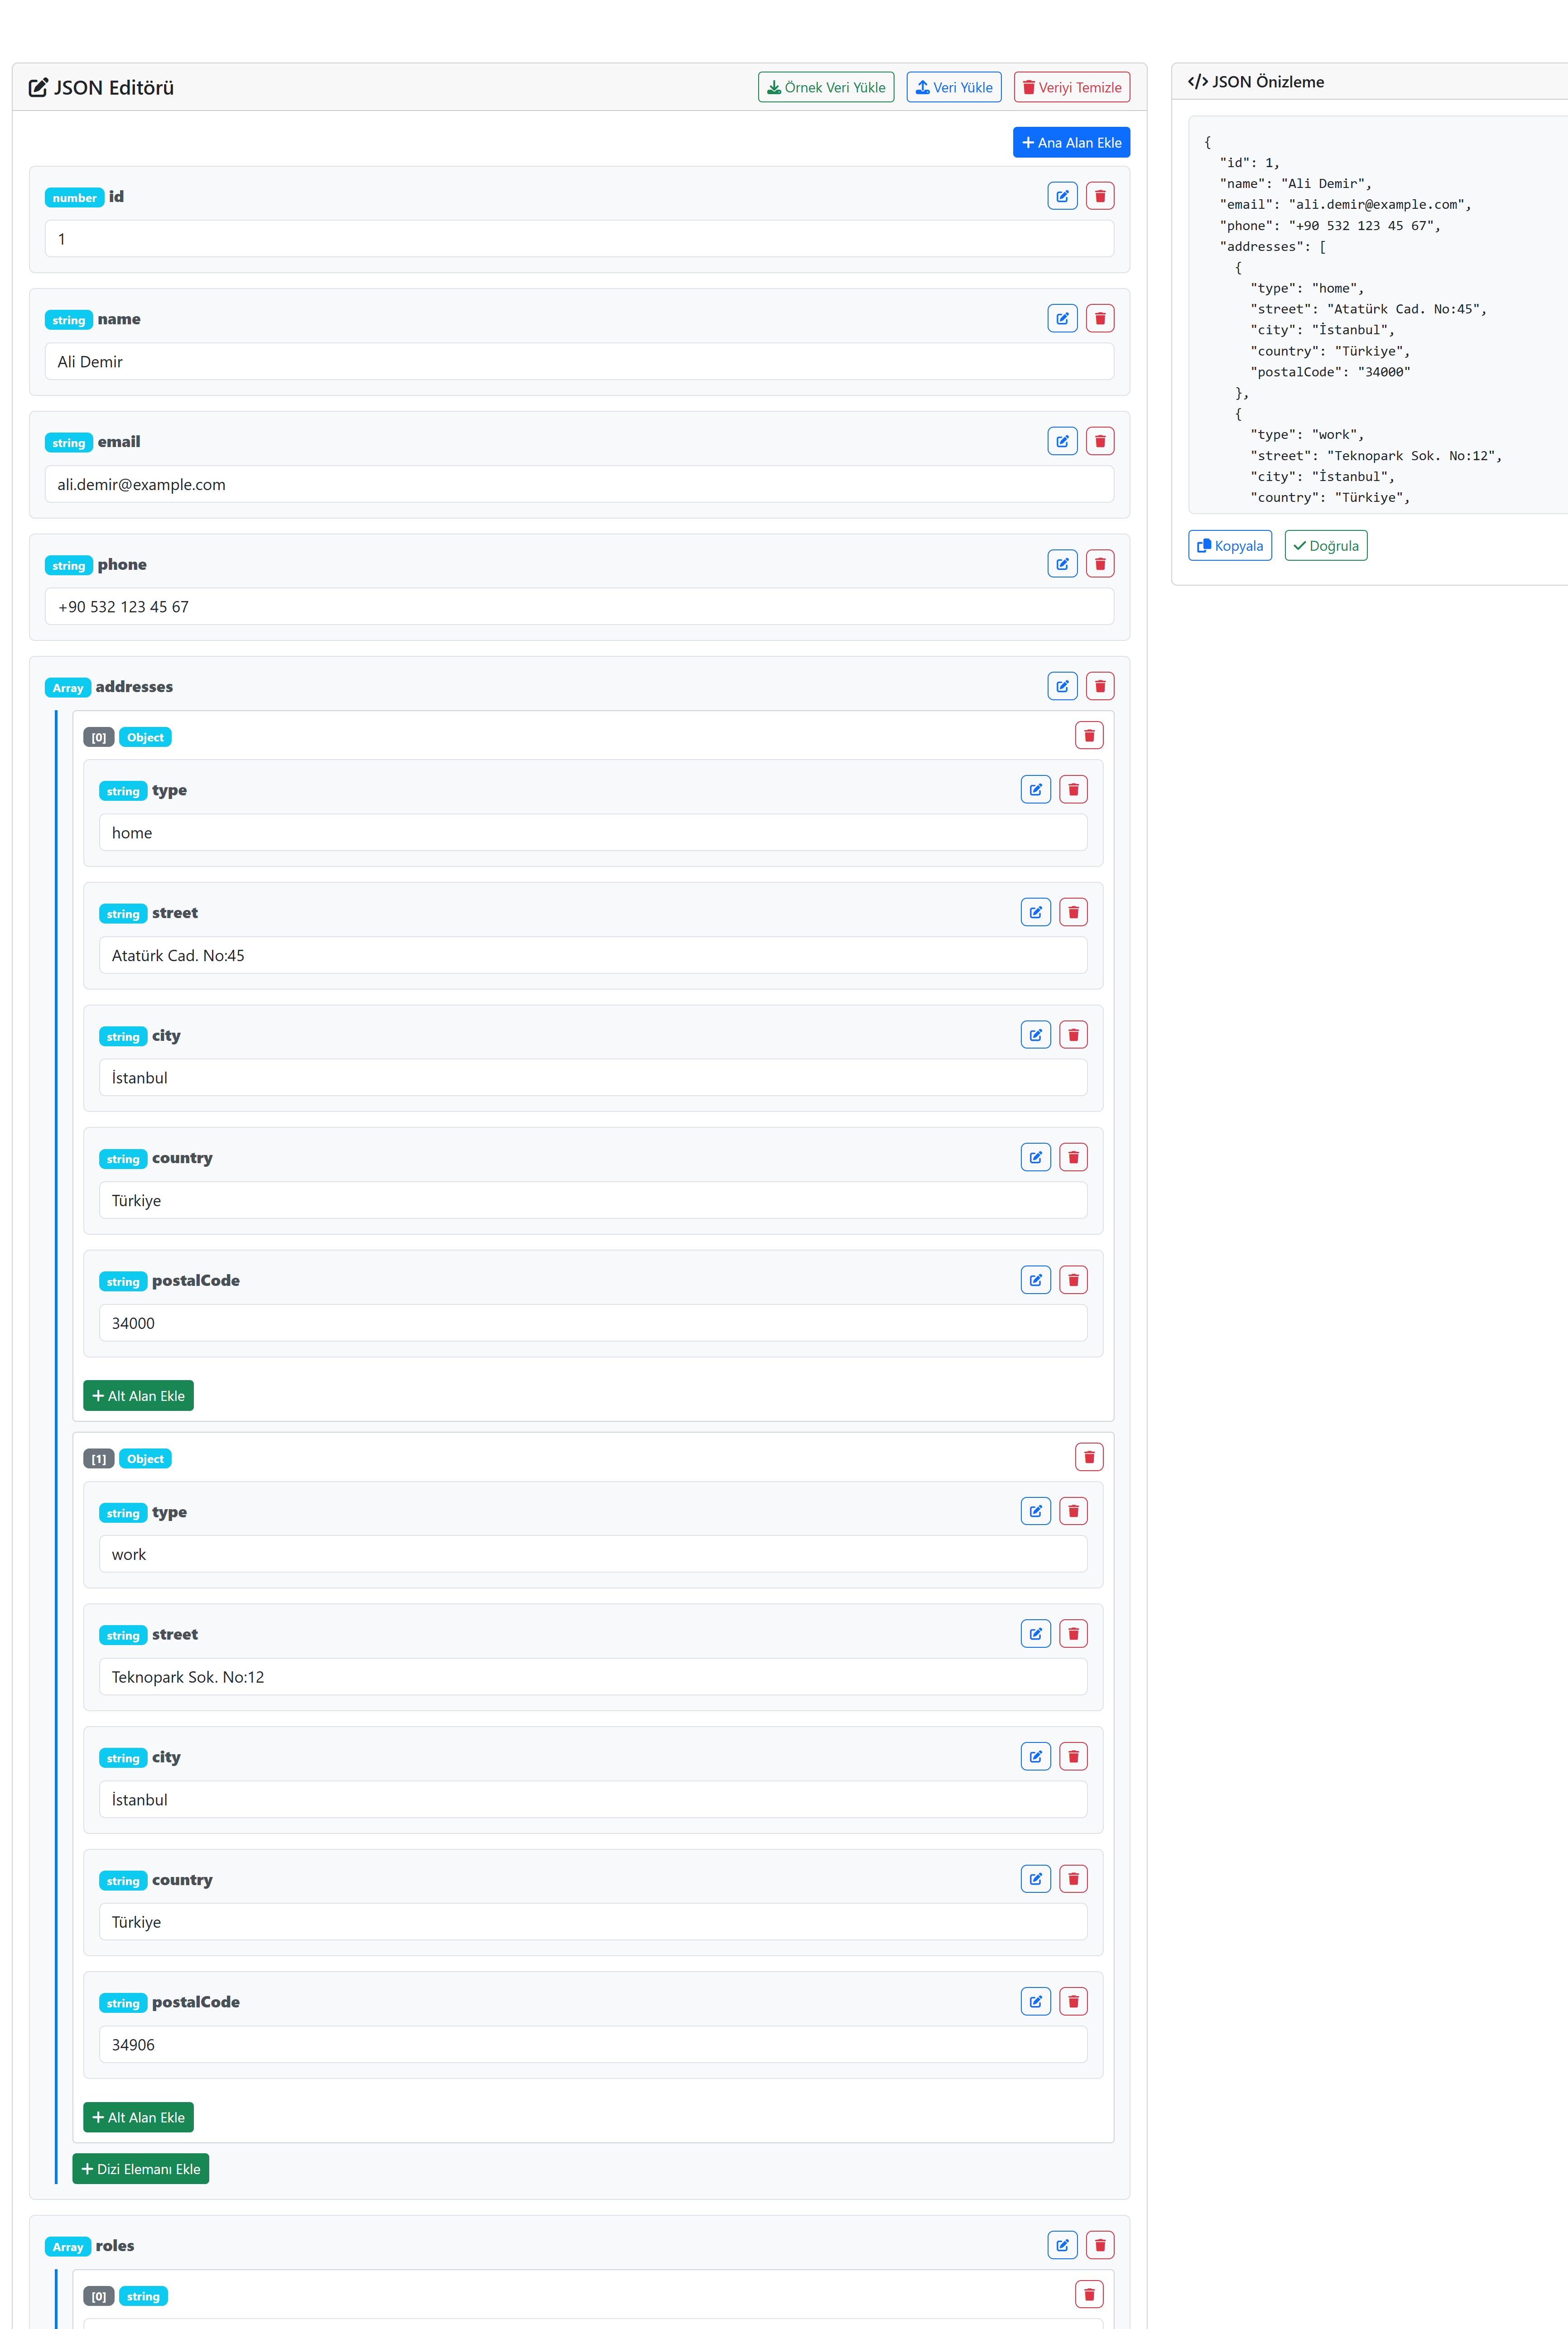 JSON Editörü
Örnek Veri Yükle
Veri Yükle
Veriyi Temizle
Ana Alan Ekle
number id
1
string name
Ali Demir
string email
ali.demir@example.com
string phone
+90 532 123 45 67
Array addresses
[0] Object
string type
home
string street
Atatürk Cad. No:45
string city
İstanbul
string country
Türkiye
string postalCode
34000
Alt Alan Ekle
[1] Object
string type
work
string street
Teknopark Sok. No:12
string city
İstanbul
string country
Türkiye
string postalCode
34906
Alt Alan Ekle
Dizi Elemanı Ekle
Array roles
[0] string
</> JSON Önizleme
{
"id": 1,
"name": "Ali Demir",
"email": "ali.demir@example.com",
"phone": "+90 532 123 45 67",
"addresses": [
{
"type": "home",
"street": "Atatürk Cad. No:45",
"city": "İstanbul",
"country": "Türkiye",
"postalCode": "34000"
},
{
"type": "work",
"street": "Teknopark Sok. No:12",
"city": "İstanbul",
"country": "Türkiye",
Kopyala
Doğrula